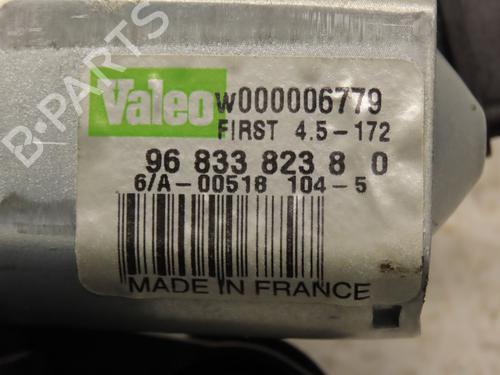 Valeo W000006779
FIRST 4.5-172
96 833 823 8 0
6/A-00518 104-5
MADE IN FRANCE
B-PARTS